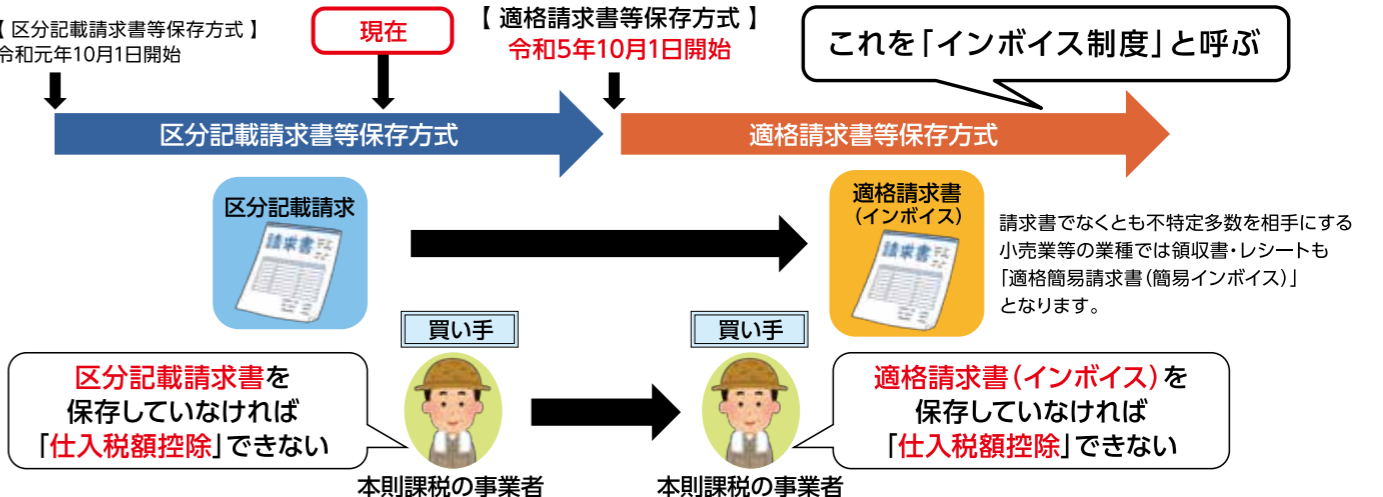 【 区分記載請求書等保存方式 】
令和元年10月1日開始
現在
【 適格請求書等保存方式 】
令和5年10月1日開始
これを「インボイス制度」と呼ぶ
区分記載請求書等保存方式
適格請求書等保存方式
区分記載請求
請求書
適格請求書
(インボイス)
請求書
請求書でなくとも不特定多数を相手にする
小売業等の業種では領収書・レシートも
「適格簡易請求書(簡易インボイス)」
となります。
買い手
買い手
区分記載請求書を
保存していなければ
「仕入税額控除」できない
適格請求書(インボイス)を
保存していなければ
「仕入税額控除」できない
本則課税の事業者
本則課税の事業者